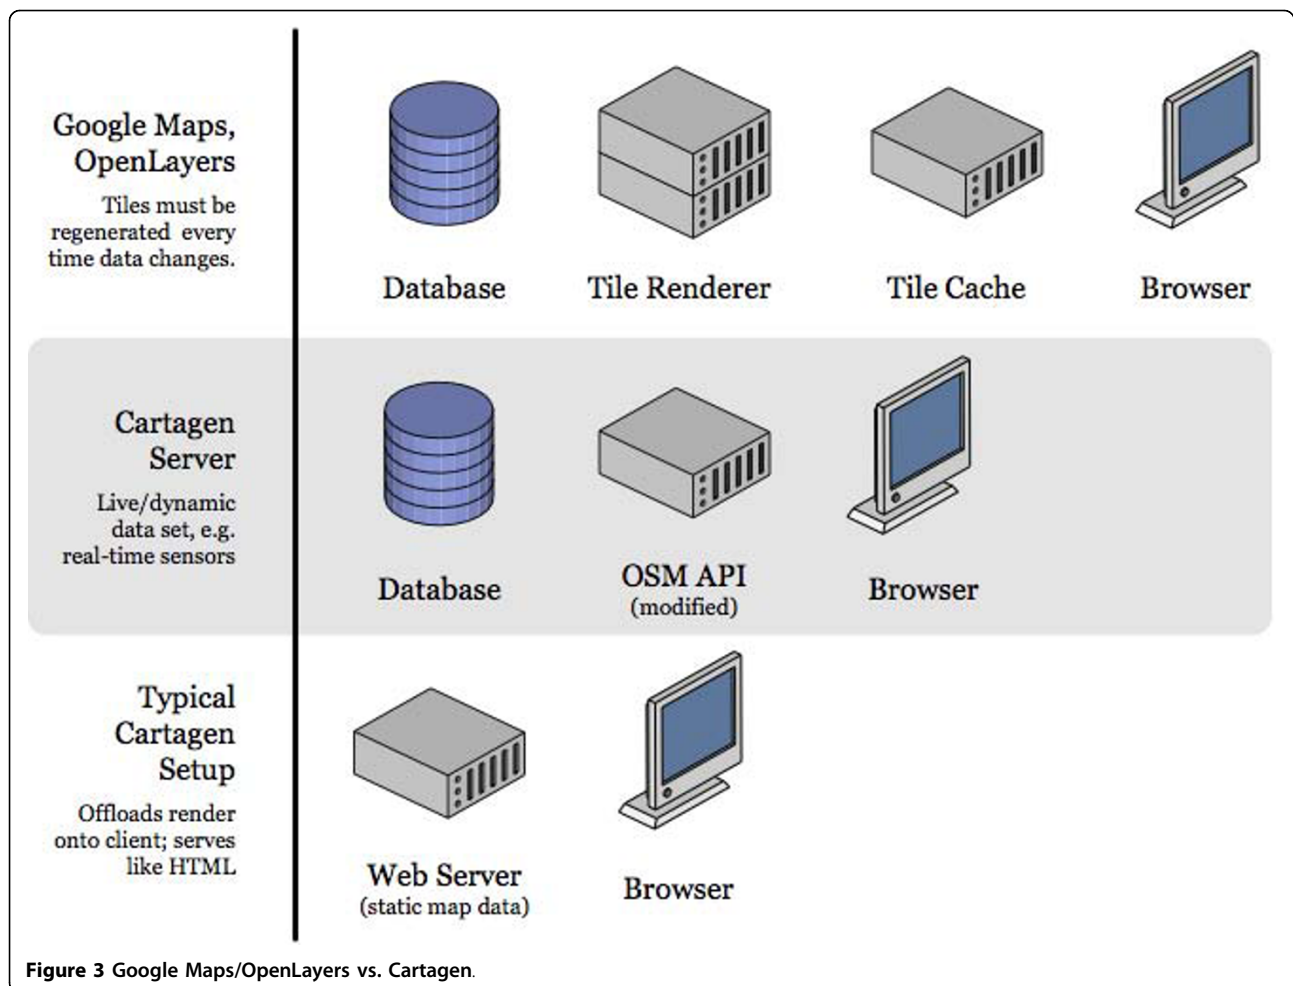 Google Maps,
OpenLayers
Tiles must be
regenerated every
time data changes.
Database
Tile Renderer
Tile Cache
Browser
Cartagen
Server
Live/dynamic
data set, e.g.
real-time sensors
Database
OSM API
(modified)
Browser
Typical
Cartagen
Setup
Offloads render
onto client; serves
like HTML
Web Server
(static map data)
Browser
Figure 3 Google Maps/OpenLayers vs. Cartagen.